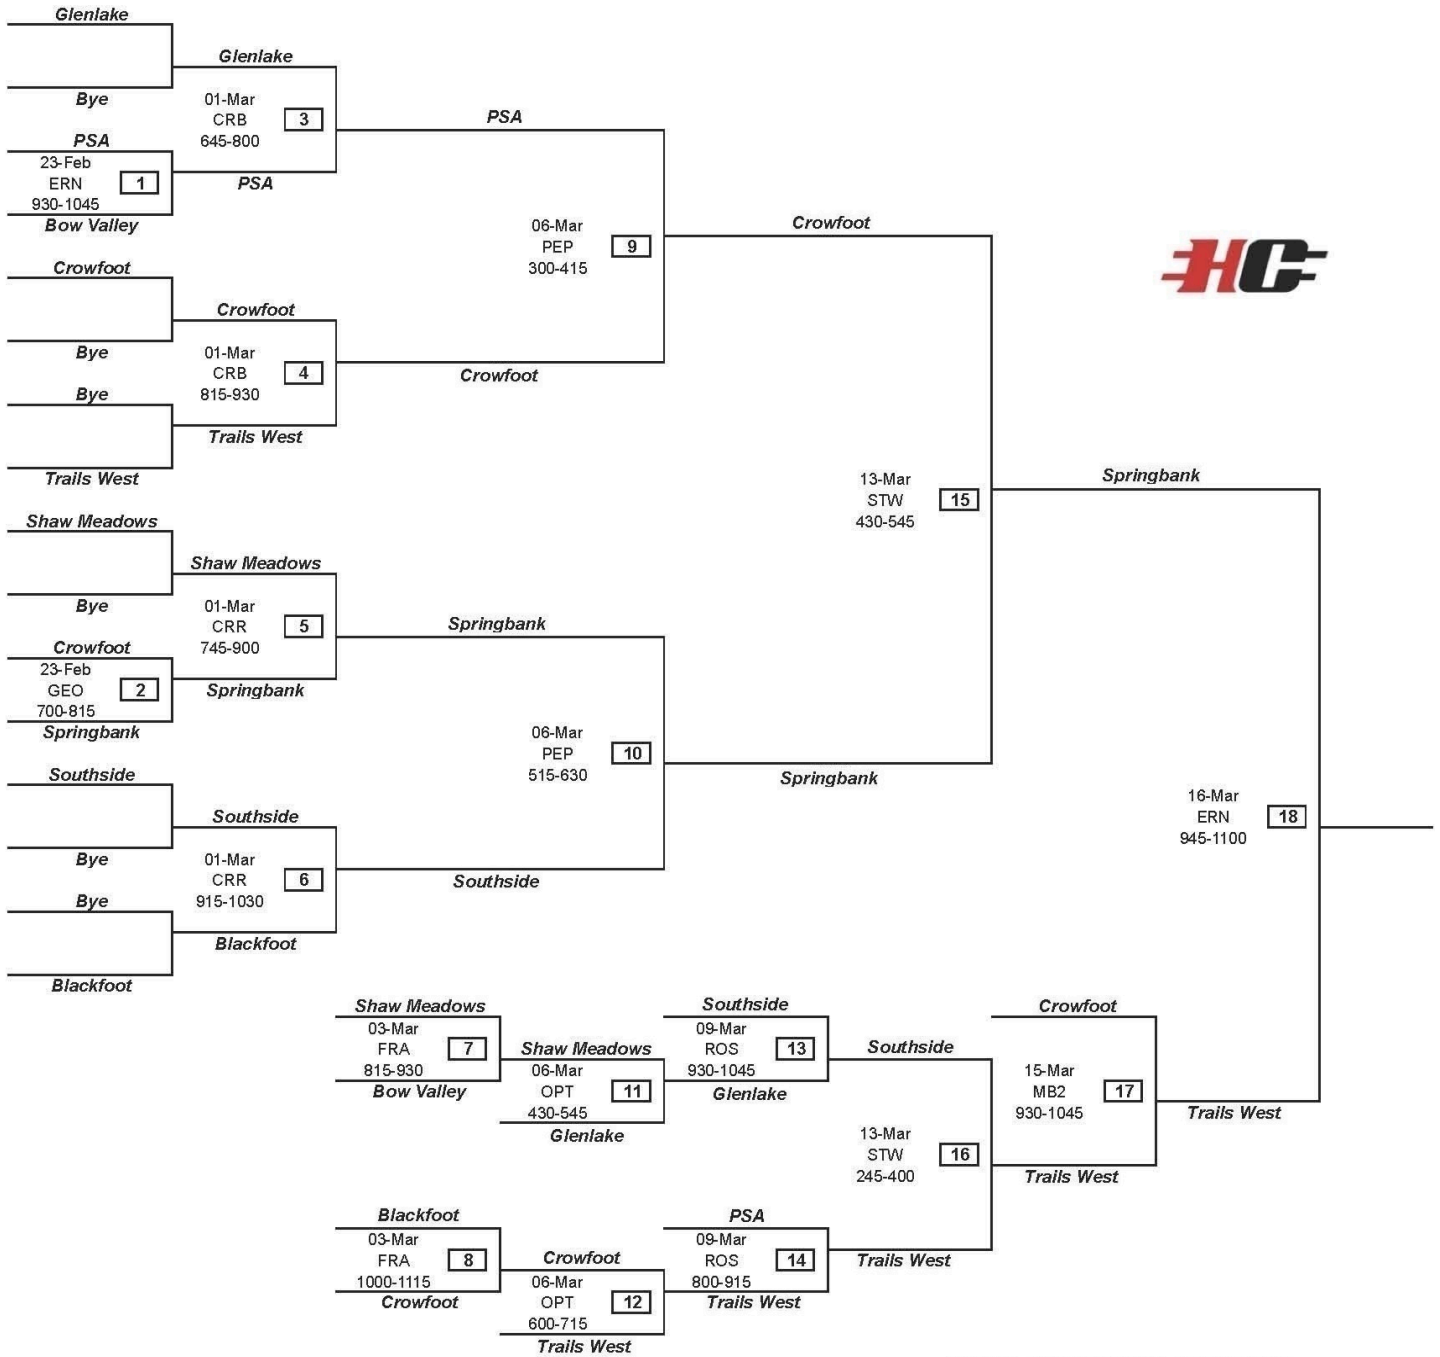 Glenlake
Bye
Glenlake
01-Mar
CRB
645-800
3
PSA
23-Feb
ERN
930-1045
1
Bow Valley
PSA
PSA
Crowfoot
Bye
Crowfoot
01-Mar
CRB
815-930
4
Bye
Trails West
Trails West
Crowfoot
06-Mar
PEP
300-415
9
Crowfoot
HC
Shaw Meadows
Bye
Shaw Meadows
01-Mar
CRR
745-900
5
Crowfoot
23-Feb
GEO
700-815
2
Springbank
Springbank
Springbank
Southside
Bye
Southside
01-Mar
CRR
915-1030
6
Bye
Blackfoot
Blackfoot
Southside
06-Mar
PEP
515-630
10
Springbank
13-Mar
STW
430-545
15
Springbank
16-Mar
ERN
945-1100
18
Shaw Meadows
03-Mar
FRA
815-930
7
Bow Valley
Shaw Meadows
06-Mar
OPT
430-545
11
Glenlake
Southside
09-Mar
ROS
930-1045
13
Glenlake
Southside
13-Mar
STW
245-400
16
Blackfoot
03-Mar
FRA
1000-1115
8
Crowfoot
Crowfoot
06-Mar
OPT
600-715
12
Trails West
PSA
09-Mar
ROS
800-915
14
Trails West
Trails West
Crowfoot
15-Mar
MB2
930-1045
17
Trails West
Trails West